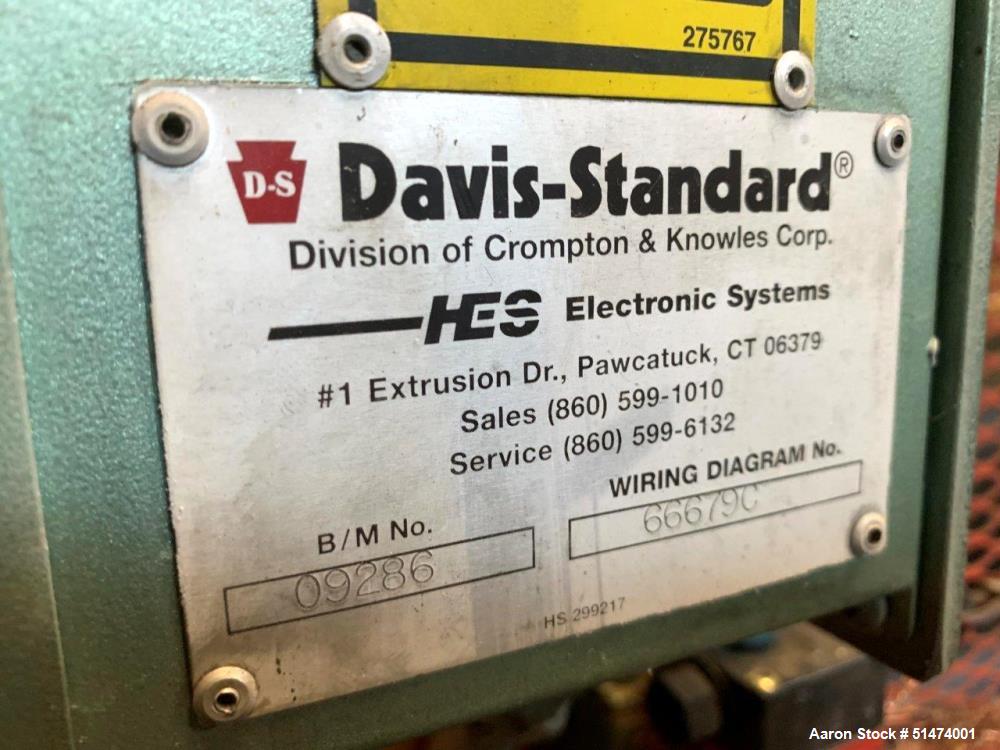 275767
D-S
Davis-Standard®
Division of Crompton & Knowles Corp.
HES Electronic Systems
#1 Extrusion Dr., Pawcatuck, CT 06379
Sales (860) 599-1010
Service (860) 599-6132
WIRING DIAGRAM No.
66679C
B/M No.
09286
HS 299217
Aaron Stock # 51474001